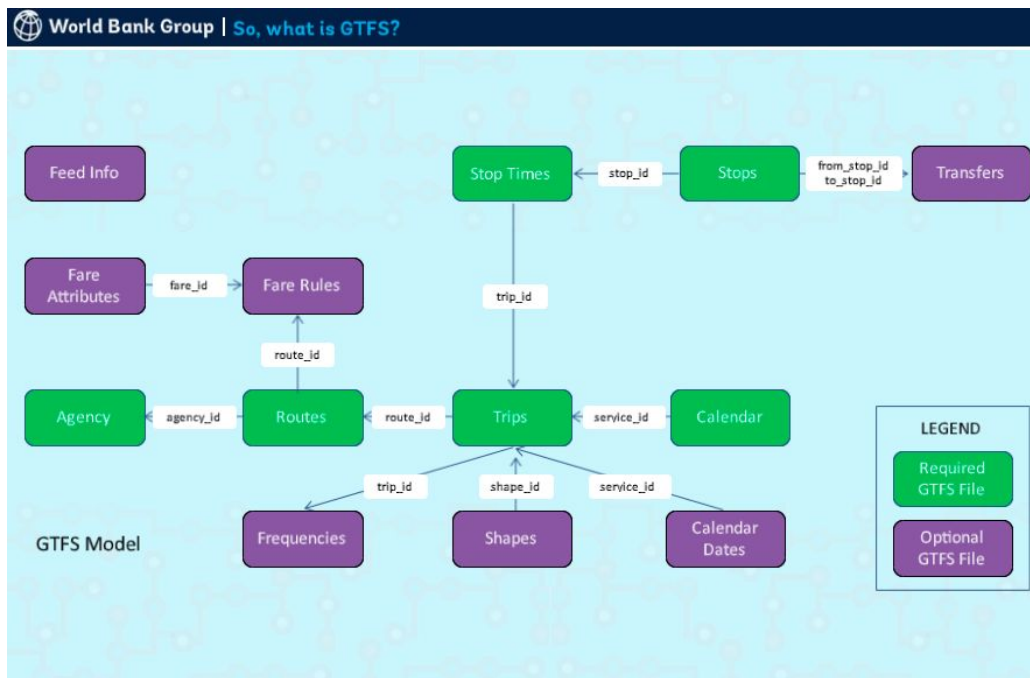 World Bank Group | So, what is GTFS?
Feed Info
Stop Times
stop_id
Stops
from_stop_id
to_stop_id
Transfers
Fare
Attributes
fare_id
Fare Rules
trip_id
route_id
Agency
agency_id
Routes
route_id
Trips
service_id
Calendar
LEGEND
Required
GTFS File
Optional
GTFS File
trip_id
shape_id
service_id
GTFS Model
Frequencies
Shapes
Calendar
Dates